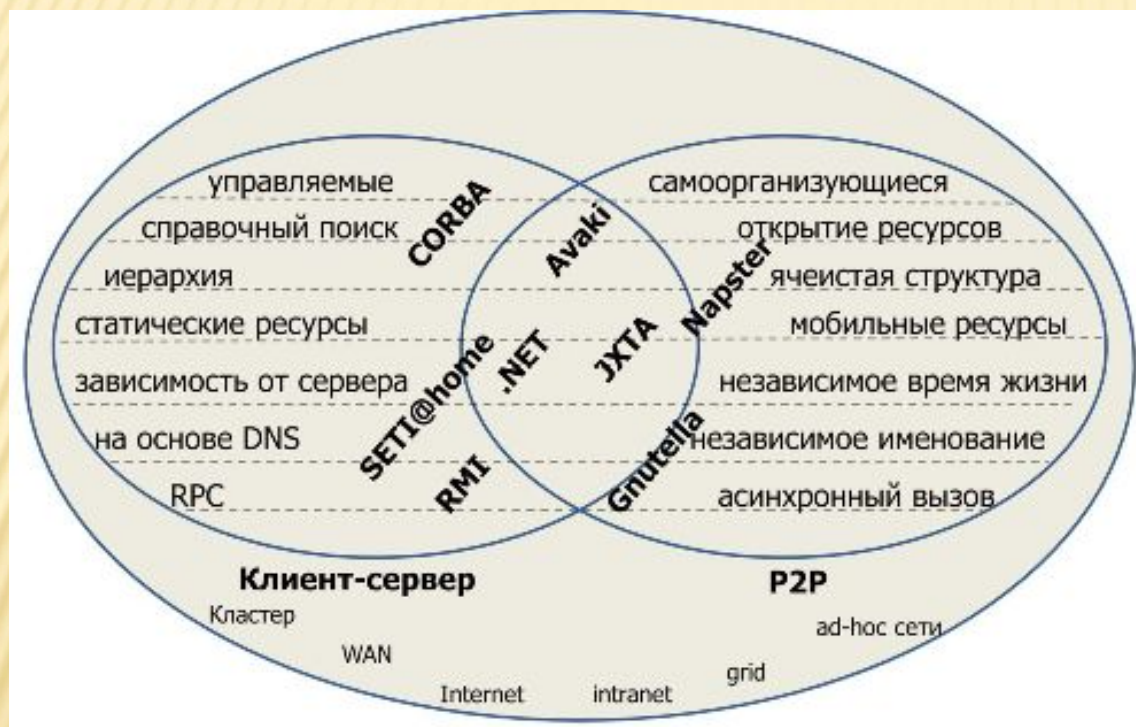 управляемые
самоорганизующиеся
справочный поиск
CORBA
Avaki
открытие ресурсов
иерархия
Napster
ячеистая структура
статические ресурсы
мобильные ресурсы
зависимость от сервера
SETI@home
.NET
JXTA
независимое время жизни
на основе DNS
независимое именование
RPC
RMI
Gnutella
асинхронный вызов
Клиент-сервер
P2P
Кластер
ad-hoc сети
WAN
grid
Internet
intranet